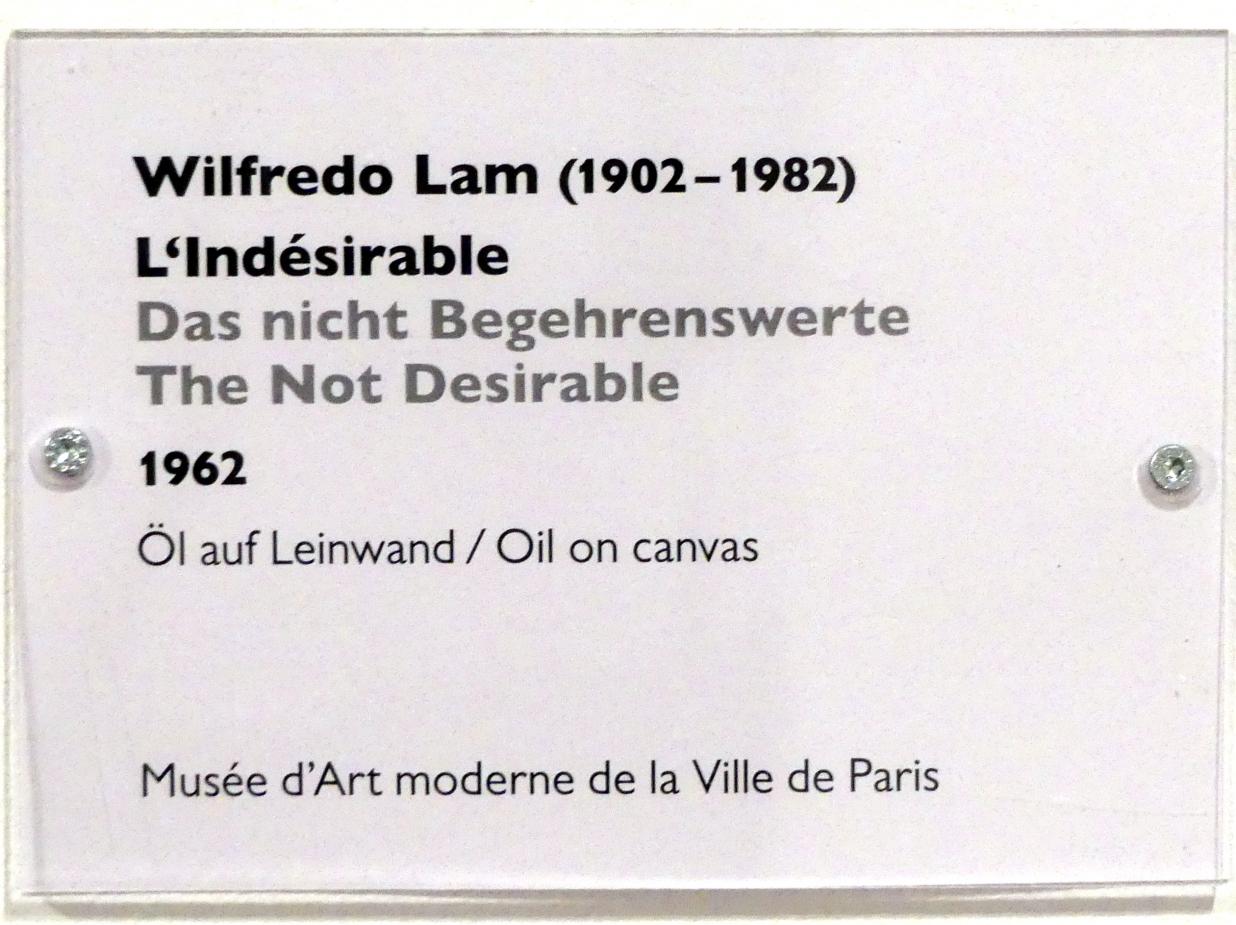 Wilfredo Lam (1902 – 1982)
L‘Indésirable
Das nicht Begehrenswerte
The Not Desirable
1962
Öl auf Leinwand / Oil on canvas
Musée d’Art moderne de la Ville de Paris